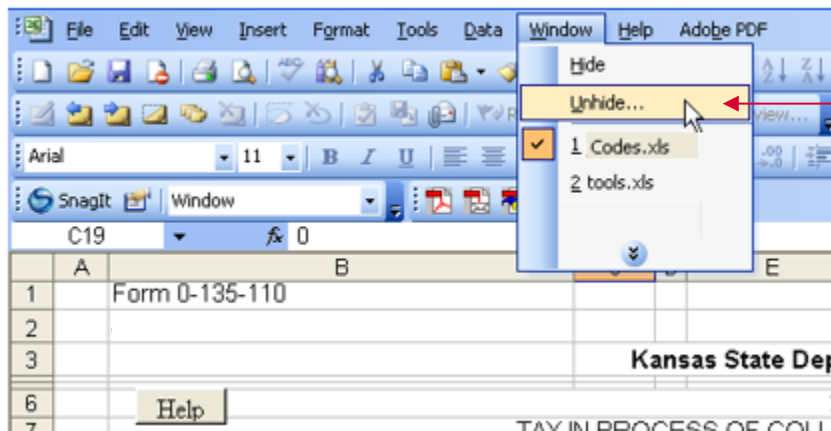 File Edit View Insert Format Tools Data Window Help Adobe PDF
Hide
Unhide...
view...
Arial 11 B I U
1 Codes.xls
2 tools.xls
SnagIt Window
C19 fx 0
A B E
1 Form 0-135-110
2
3 Kansas State Dep
6 Help
7 TAX IN PROCESS OF COLL